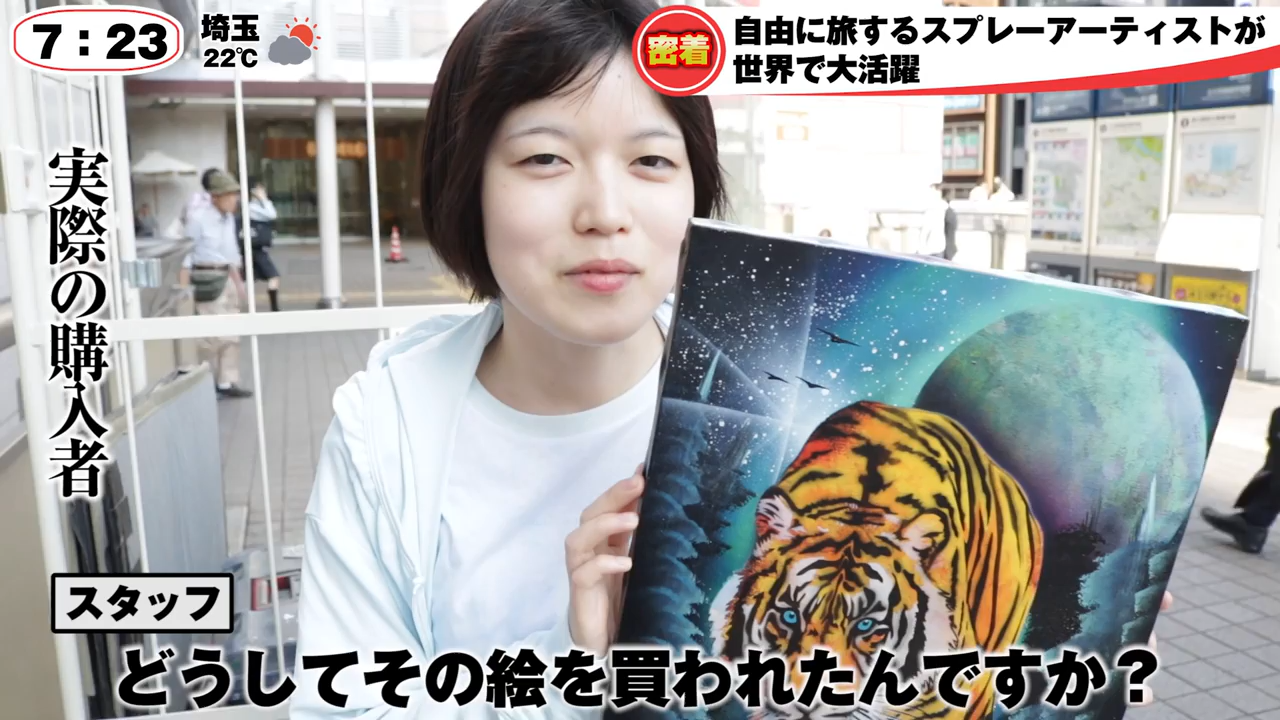 7:23
埼玉
22℃
密着
自由に旅するスプレーアーティストが
世界で大活躍
実際の購入者
スタッフ
どうしてその絵を買われたんですか？